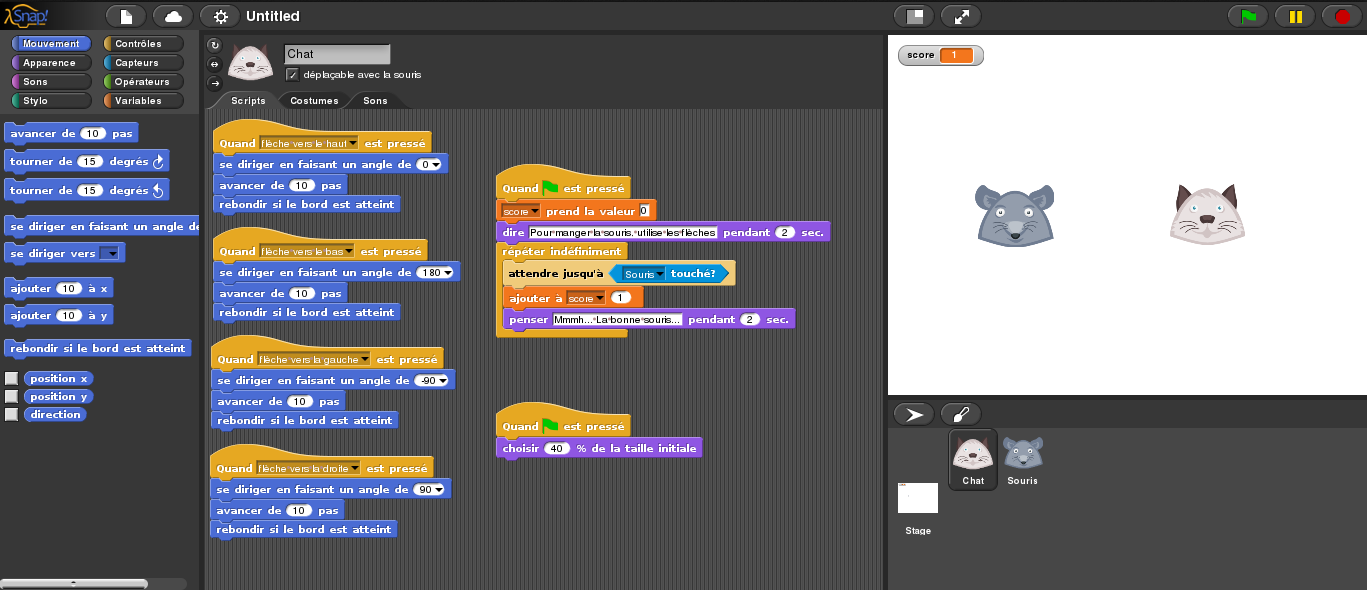 Snap!
Untitled
Mouvement
Contrôles
Apparence
Capteurs
Sons
Opérateurs
Stylo
Variables
avancer de 10 pas
tourner de 15 degrés
tourner de 15 degrés
se diriger en faisant un angle de
se diriger vers
ajouter 10 à x
ajouter 10 à y
rebondir si le bord est atteint
position x
position y
direction
Chat
déplaçable avec la souris
Scripts
Costumes
Sons
Quand flèche vers le haut est pressé
se diriger en faisant un angle de 0
avancer de 10 pas
rebondir si le bord est atteint
Quand flèche vers le bas est pressé
se diriger en faisant un angle de 180
avancer de 10 pas
rebondir si le bord est atteint
Quand flèche vers la gauche est pressé
se diriger en faisant un angle de -90
avancer de 10 pas
rebondir si le bord est atteint
Quand flèche vers la droite est pressé
se diriger en faisant un angle de 90
avancer de 10 pas
rebondir si le bord est atteint
Quand est pressé
score prend la valeur 0
dire Pour manger la souris, utilise les flèches pendant 2 sec.
répéter indéfiniment
attendre jusqu'à Souris touché?
ajouter à score 1
penser Mmmh... La bonne souris... pendant 2 sec.
Quand est pressé
choisir 40 % de la taille initiale
score 1
Chat
Souris
Stage